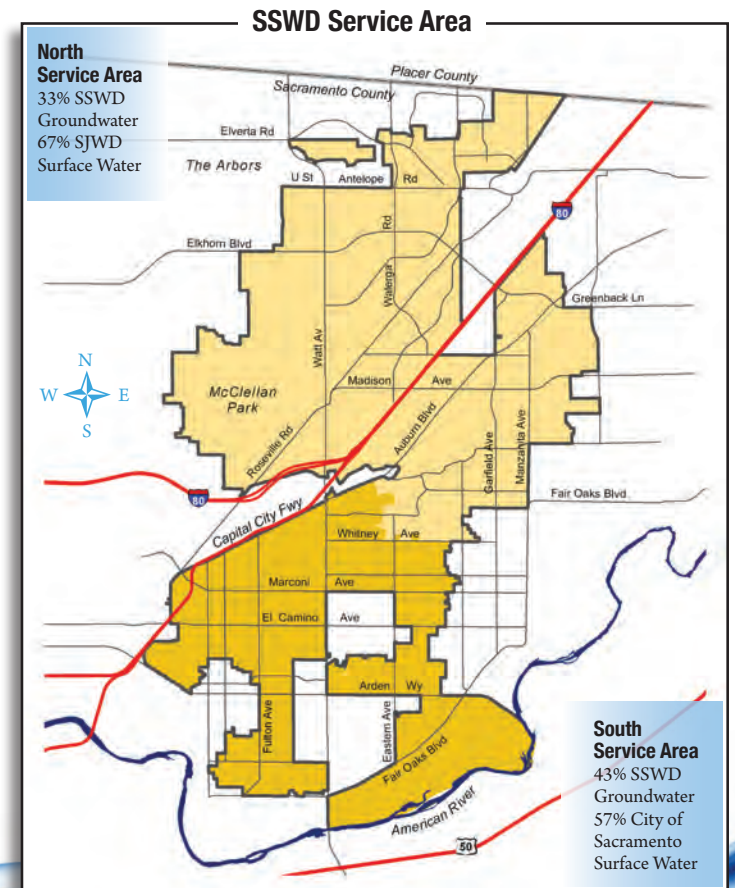 SSWD Service Area
North
Service Area
33% SSWD
Groundwater
67% SJWD
Surface Water
Placer County
Sacramento County
Elverta Rd
The Arbors
U St
Antelope Rd
Elkhorn Blvd
Walerga Rd
80
Greenback Ln
Watt Av
N
W E
S
McClellan
Park
Madison Ave
Auburn Blvd
Roseville Rd
Garfield Ave
Manzanita Ave
80
Capital City Fwy
Fair Oaks Blvd
Whitney Ave
Marconi Ave
El Camino Ave
Arden Wy
Fulton Ave
Eastern Ave
Fair Oaks Blvd
American River
50
South
Service Area
43% SSWD
Groundwater
57% City of
Sacramento
Surface Water